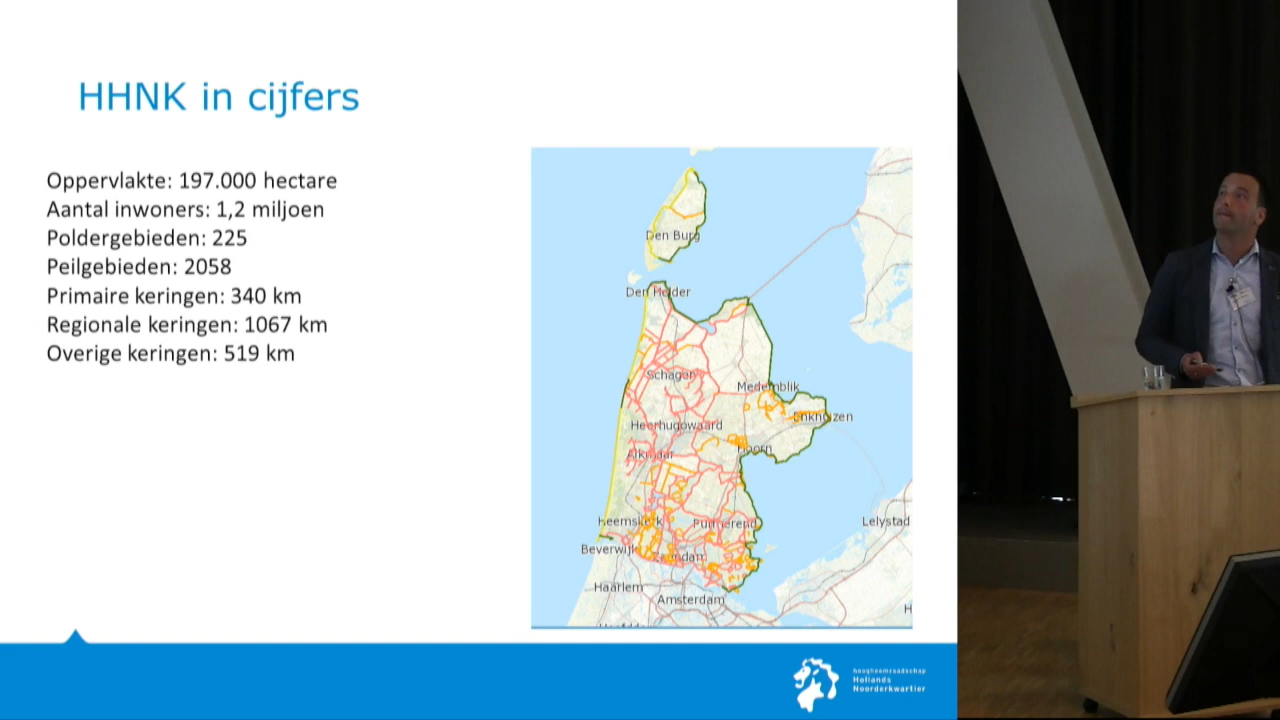 HHNK in cijfers
Oppervlakte: 197.000 hectare
Aantal inwoners: 1,2 miljoen
Poldergebieden: 225
Peilgebieden: 2058
Primaire keringen: 340 km
Regionale keringen: 1067 km
Overige keringen: 519 km
Den Burg
Den Helder
Schagen
Medemblik
Enkhuizen
Heerhugowaard
Alkmaar
Hoorn
Heemskerk
Purmerend
Lelystad
Beverwijk
Zaandam
Haarlem
Amsterdam
H
hoogheemraadschap
Hollands
Noorderkwartier